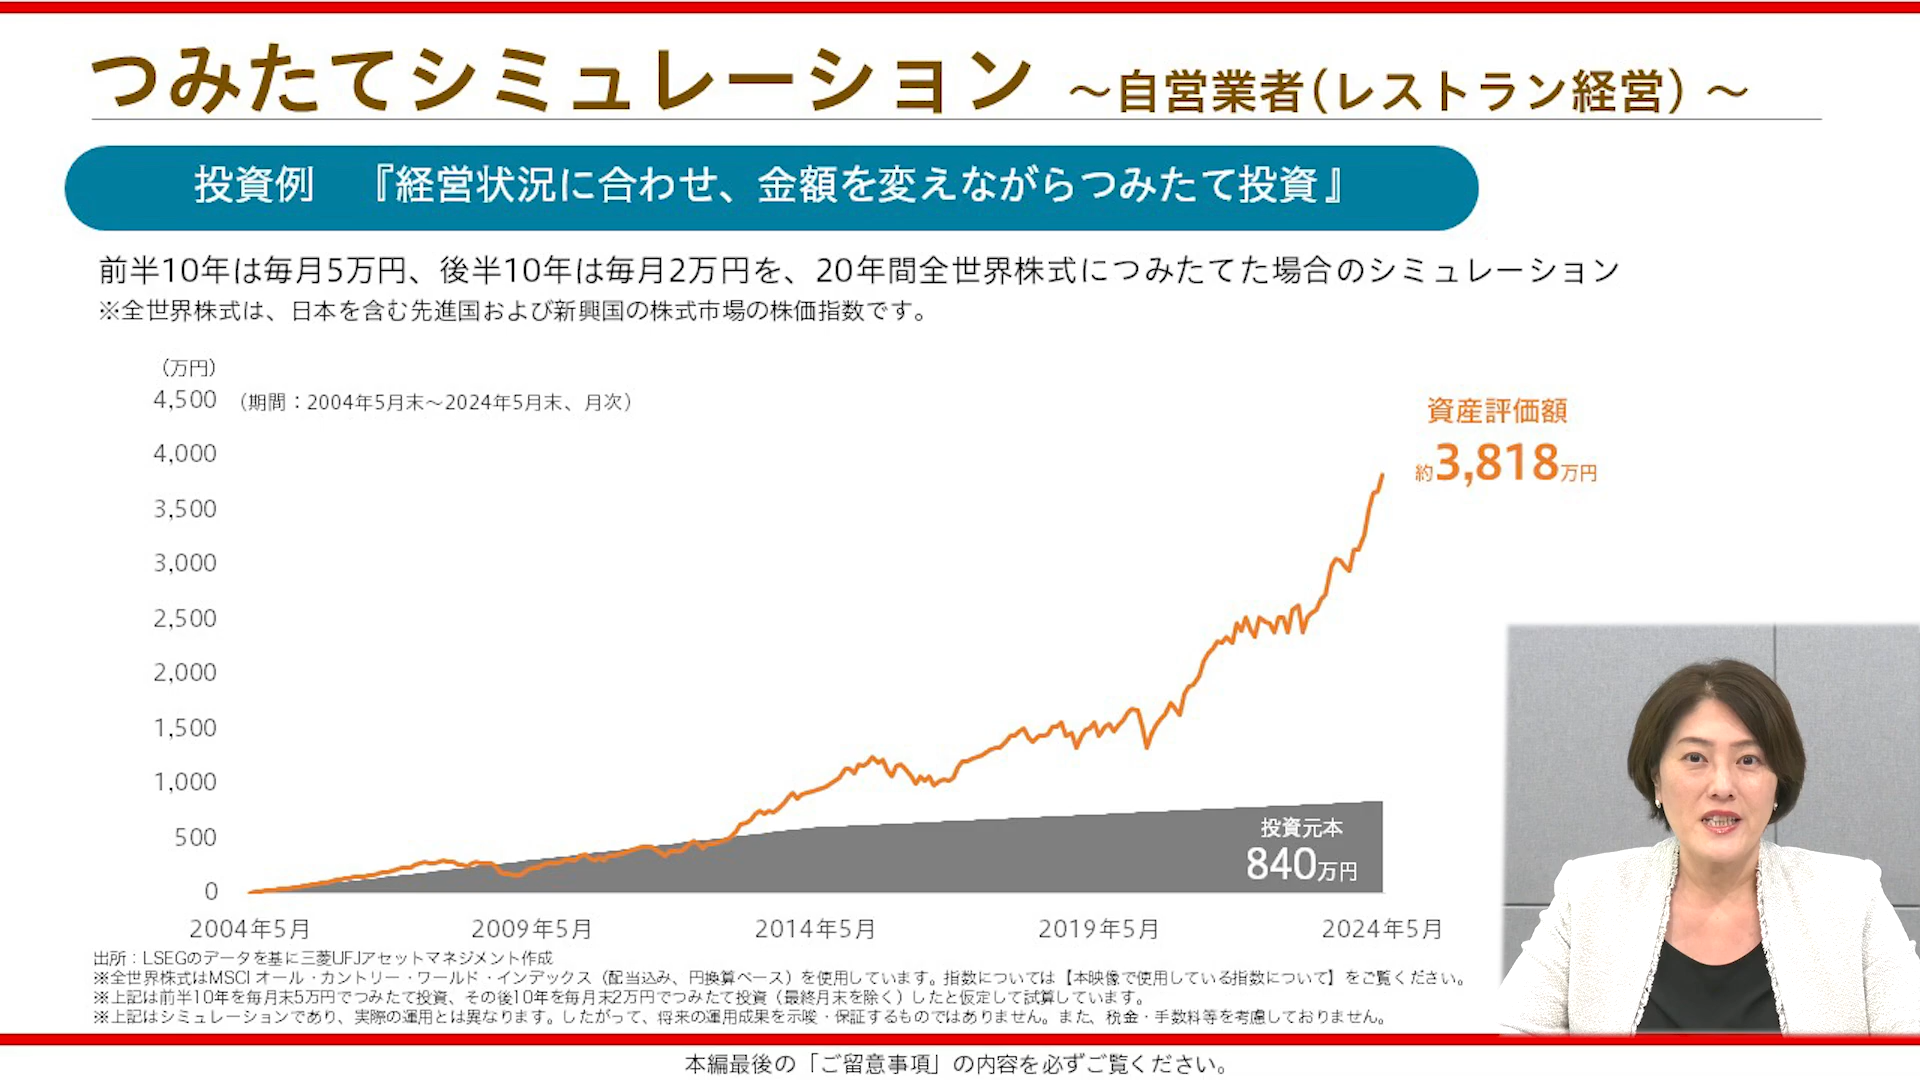 つみたてシミュレーション ～自営業者（レストラン経営）～
投資例　『経営状況に合わせ、金額を変えながらつみたて投資』
前半10年は毎月5万円、後半10年は毎月2万円を、20年間全世界株式につみたてた場合のシミュレーション
※全世界株式は、日本を含む先進国および新興国の株式市場の株価指数です。
（万円）
4,500
（期間：2004年5月末～2024年5月末、月次）
4,000
3,500
3,000
2,500
2,000
1,500
1,000
500
0
資産評価額
約3,818万円
投資元本
840万円
2004年5月
2009年5月
2014年5月
2019年5月
2024年5月
出所：LSEGのデータを基に三菱UFJアセットマネジメント作成
※全世界株式はMSCI オール・カントリー・ワールド・インデックス（配当込み、円換算ベース）を使用しています。指数については【本映像で使用している指数について】をご覧ください。
※上記は前半10年を毎月末5万円でつみたて投資、その後10年を毎月末2万円でつみたて投資（最終月末を除く）したと仮定して試算しています。
※上記はシミュレーションであり、実際の運用とは異なります。したがって、将来の運用成果を示唆・保証するものではありません。また、税金・手数料等を考慮しておりません。
本編最後の「ご留意事項」の内容を必ずご覧ください。